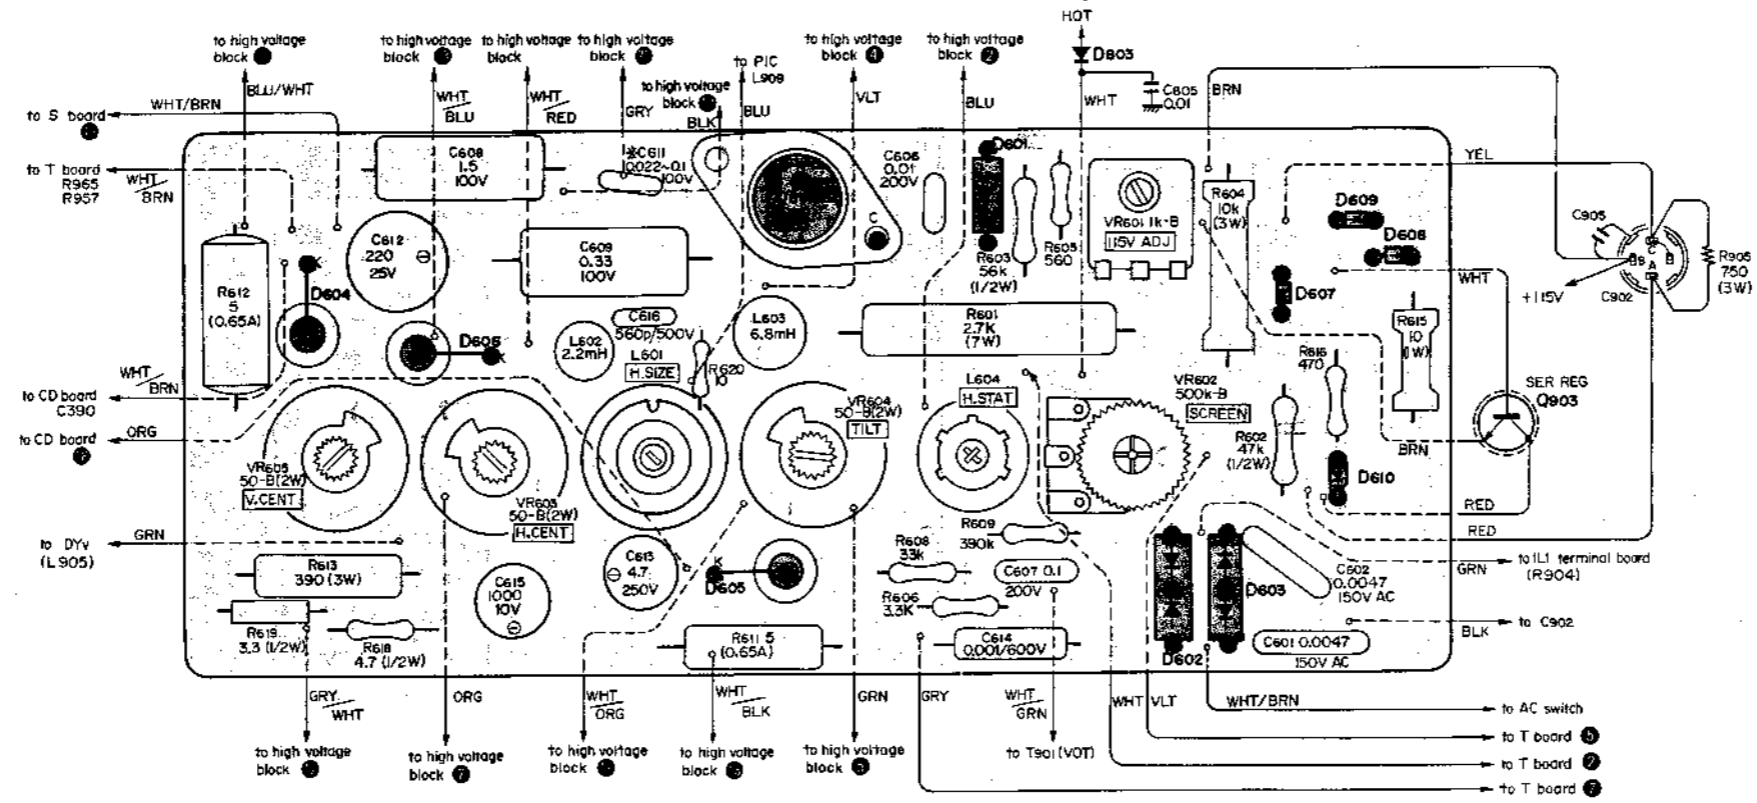 HOT
to high voltage
block
to high voltage
block
to high voltage
block
to high voltage
block
to PIC
L909
to high voltage
block 4
to high voltage
block 2
D803
to high voltage
block
C805
0.01
BLU/WHT
WHT/BRN
WHT
BLU
WHT
RED
GRY
BLK
BLU
VLT
BLU
WHT
BRN
to S board
to T board
R965
R957
WHT
BRN
C608
1.5
100V
※C611
0.022~0.1
100V
C606
0.01
200V
D601
YEL
R604
10k
(3W)
D609
VR601 1k-B
115V ADJ
C
C905
D608
C612
220
25V
C609
0.33
100V
R603
56k
(1/2W)
R605
560
K
D604
R612
5
(0.65A)
WHT
D607
+115V
C902
B
C
E
A
R905
750
(3W)
C616
560p/500V
L603
6.8mH
R601
2.7K
(7W)
R615
10
(1W)
D606
K
L602
2.2mH
L601
H.SIZE
R620
10
R616
470
WHT
BRN
to CD board
C390
L604
H.STAT
VR602
500k-B
SCREEN
SER REG
Q903
VR604
50-B(2W)
TILT
to CD board
ORG
R602
47k
(1/2W)
BRN
VR605
50-B(2W)
V.CENT
VR603
50-B(2W)
H.CENT
D610
RED
RED
GRN
to DYV
(L905)
R609
390k
R608
33k
R613
390 (3W)
C613
4.7
250V
K
D605
C607 0.1
200V
D603
C602
0.0047
150V AC
GRN
to IL1 terminal board
(R904)
C615
1000
10V
R606
3.3K
R619
3.3 (1/2W)
R618
4.7 (1/2W)
R611 5
(0.65A)
C614
0.001/600V
D602
C601 0.0047
150V AC
BLK
to C902
GRY
WHT
ORG
WHT
ORG
WHT
BLK
GRN
GRY
WHT
GRN
WHT
VLT
WHT/BRN
to AC switch
to high voltage
block
to high voltage
block 7
to high voltage
block
to high voltage
block
to high voltage
block 5
to T901 (VOT)
to T board 5
to T board 2
to T board